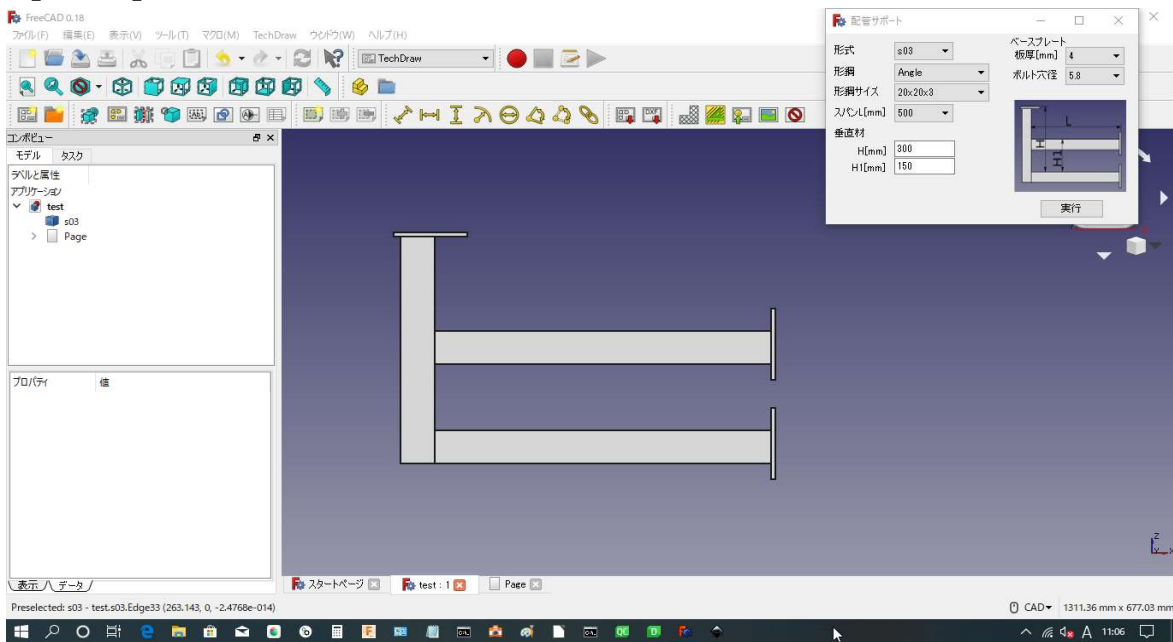 FreeCAD 0.18
ファイル(F) 編集(E) 表示(V) ツール(T) マクロ(M) TechDraw ウィンドウ(W) ヘルプ(H)
TechDraw
コンボビュー
モデル タスク
ラベルと属性
アプリケーション
test
s03
Page
プロパティ 値
表示 データ
スタートページ test : 1 Page
Preselected: s03 - test.s03.Edge33 (263.143, 0, -2.4768e-014)
CAD 1311.36 mm x 677.03 mm
配管サポート
形式 s03
形鋼 Angle
形鋼サイズ 20x20x3
スパンL[mm] 500
垂直材
H[mm] 300
H1[mm] 150
ベースプレート
板厚[mm] 4
ボルト穴径 5.8
L
H
H1
実行
Z
X
A 11:06